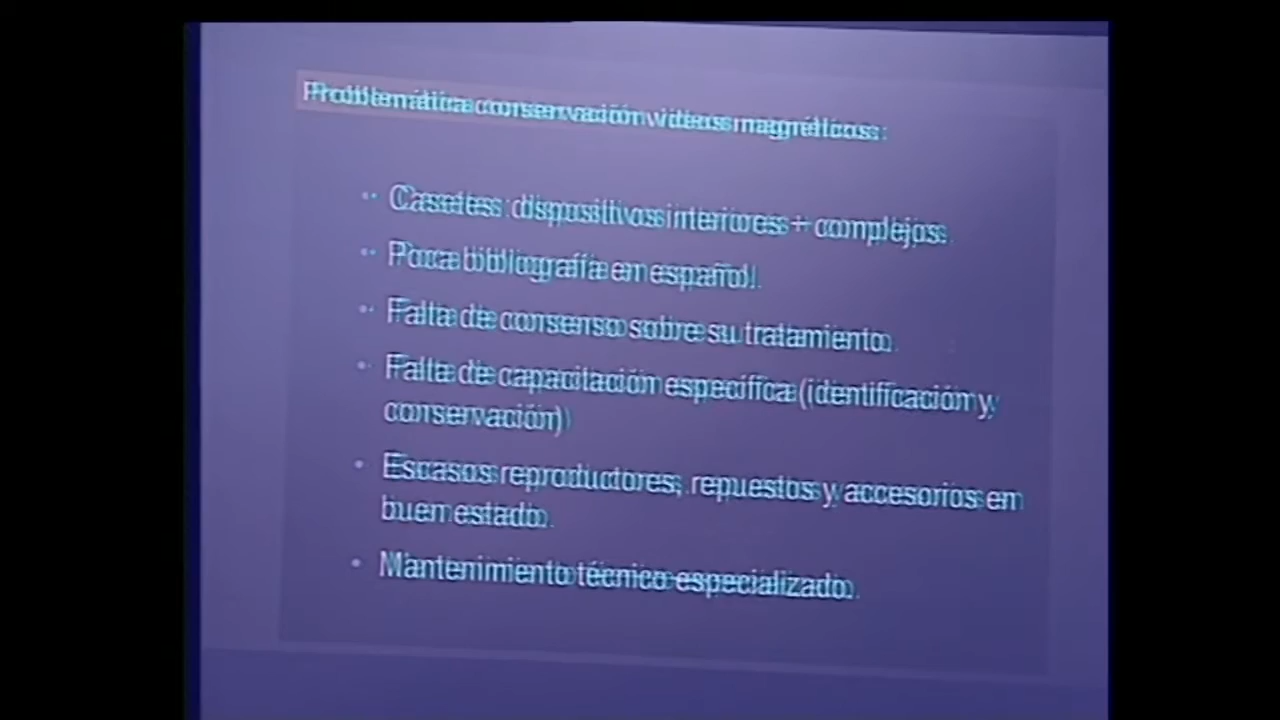 Problemática conservación videos magnéticos:
• Casetes: dispositivos interiores + complejos.
• Poca bibliografía en español.
• Falta de consenso sobre su tratamiento.
• Falta de capacitación específica (identificación y
conservación)
• Escasos reproductores, repuestos y accesorios en
buen estado.
• Mantenimiento técnico especializado.